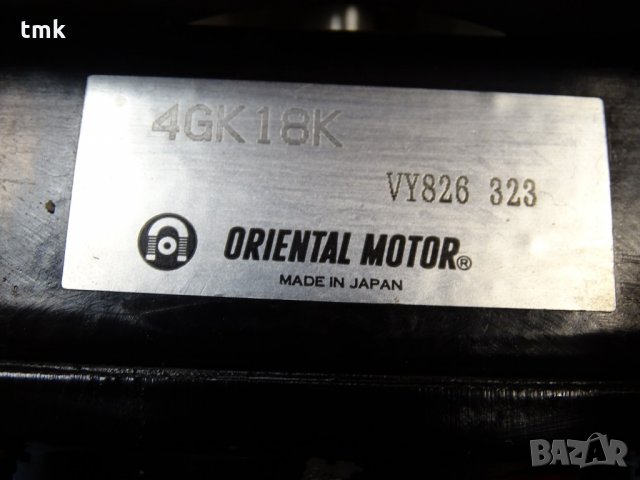 tmk
4GK18K
VY826 323
ORIENTAL MOTOR®
MADE IN JAPAN
BAZAR